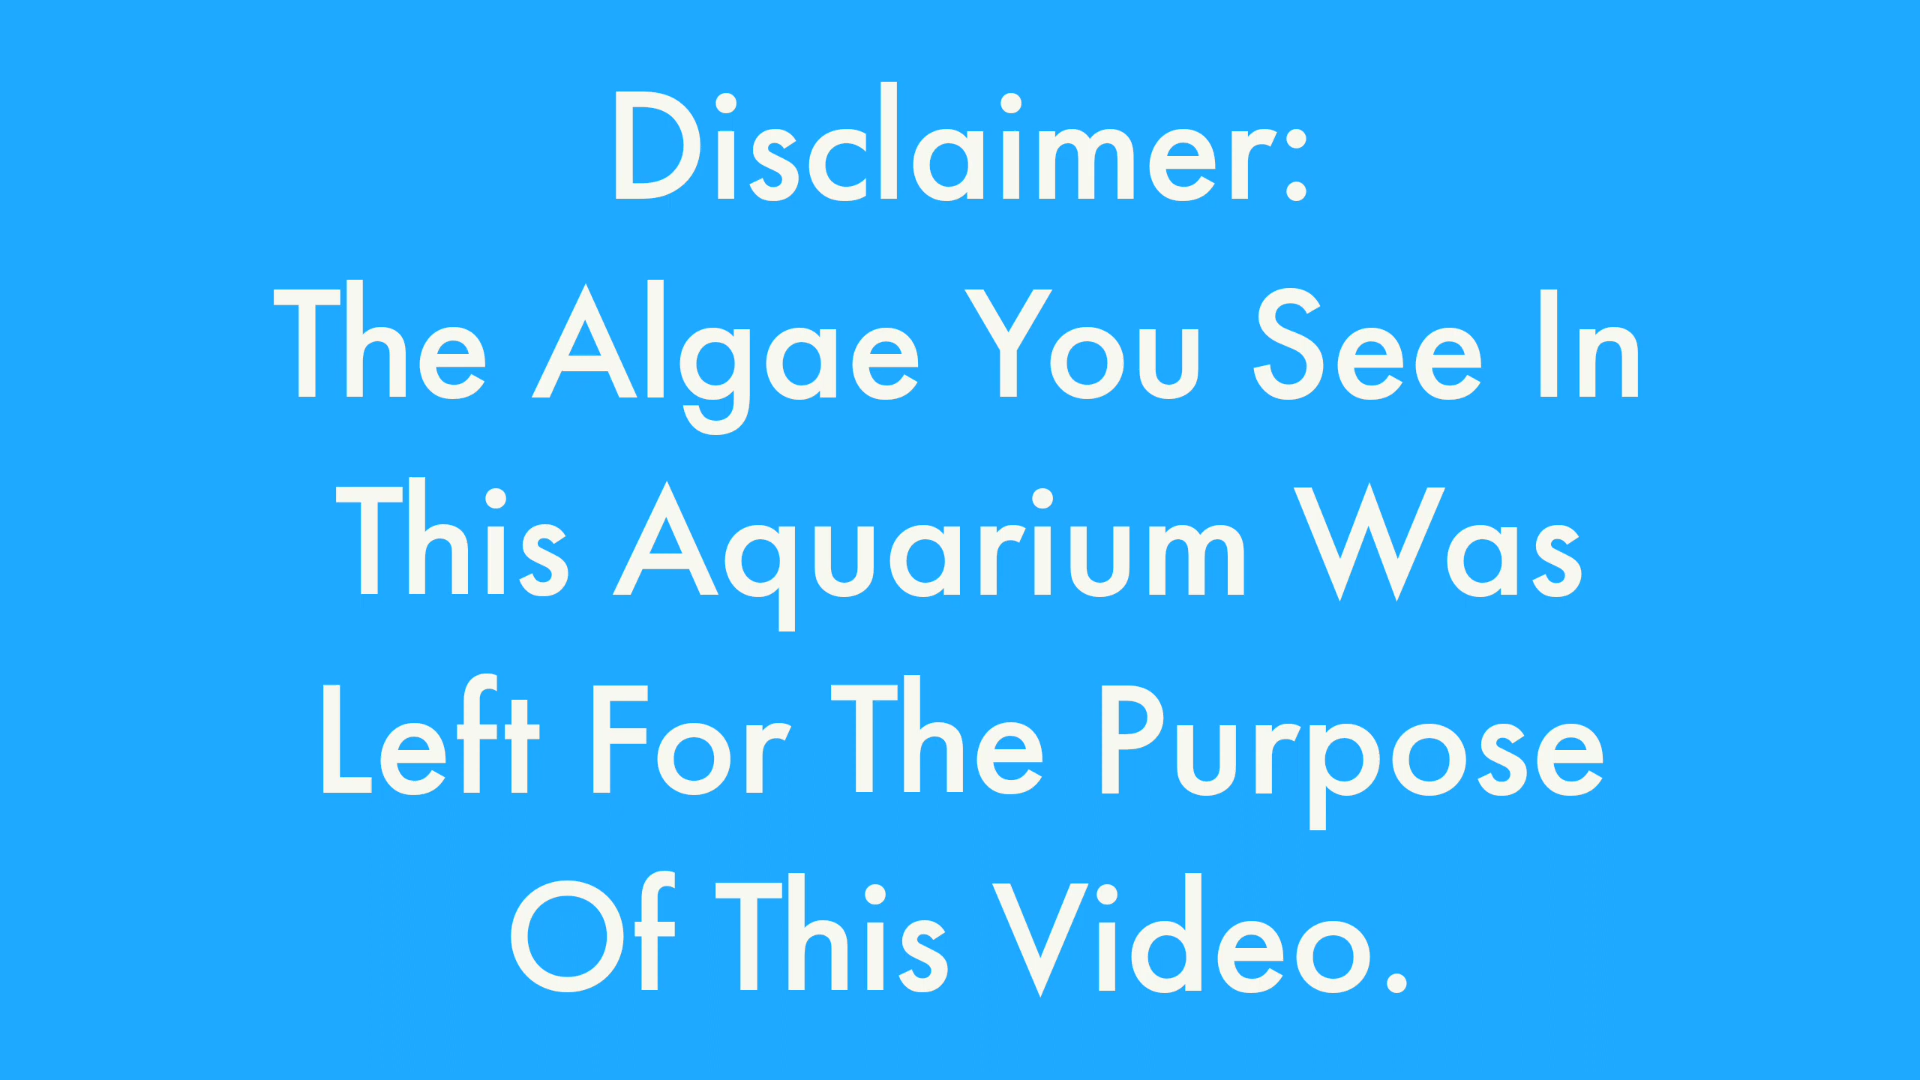 Disclaimer:
The Algae You See In
This Aquarium Was
Left For The Purpose
Of This Video.